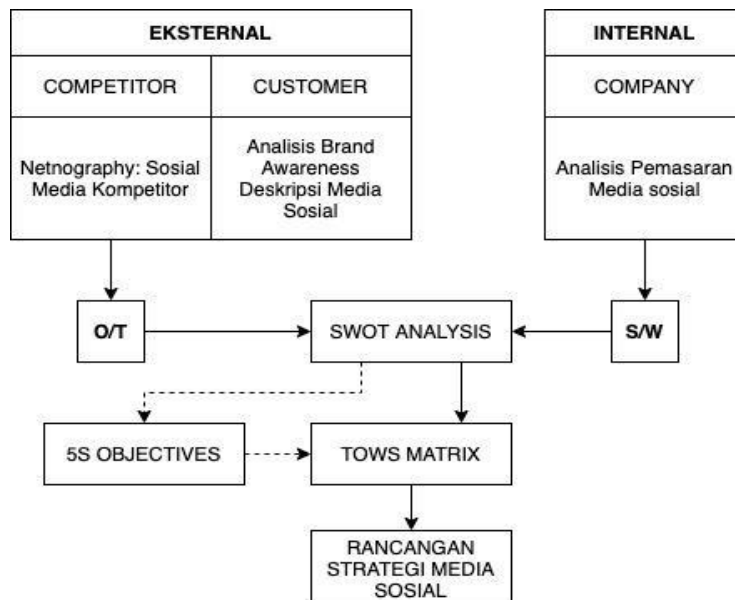 EKSTERNAL
COMPETITOR
CUSTOMER
Netnography: Sosial
Media Kompetitor
Analisis Brand
Awareness
Deskripsi Media
Sosial
INTERNAL
COMPANY
Analisis Pemasaran
Media sosial
O/T
SWOT ANALYSIS
S/W
5S OBJECTIVES
TOWS MATRIX
RANCANGAN
STRATEGI MEDIA
SOSIAL